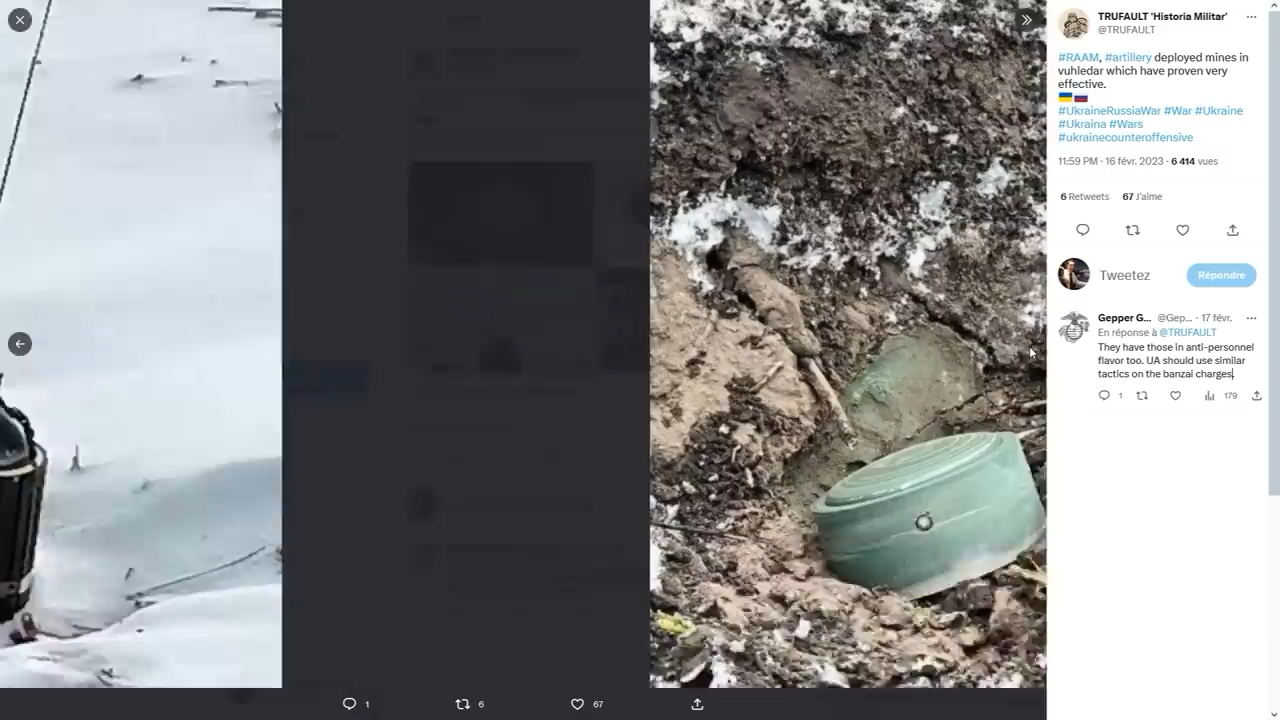 TRUFAULT 'Historia Militar'
@TRUFAULT
#RAAM, #artillery deployed mines in
vuhledar which have proven very
effective.
#UkraineRussiaWar #War #Ukraine
#Ukraina #Wars
#ukrainecounteroffensive
11:59 PM · 16 févr. 2023 · 6 414 vues
6 Retweets 67 J'aime
Tweetez
Répondre
Gepper G... @Gep... · 17 févr.
En réponse à @TRUFAULT
They have those in anti-personnel
flavor too. UA should use similar
tactics on the banzai charges.
1 179
1 6 67